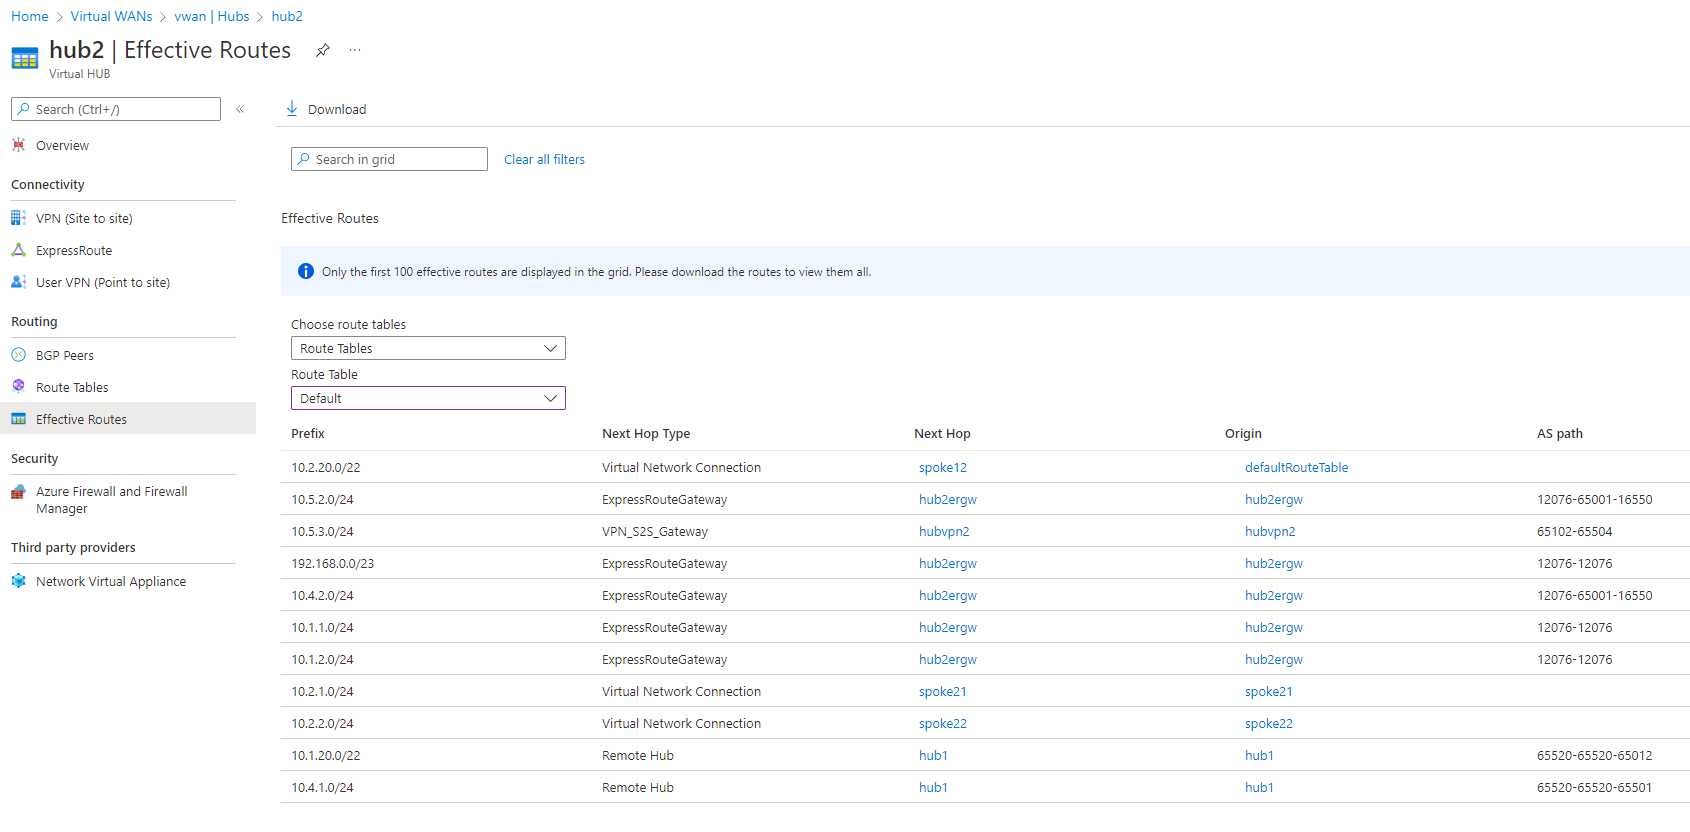 Home > Virtual WANs > vwan | Hubs > hub2
hub2 | Effective Routes ...
Virtual HUB
Search (Ctrl+/) «
Overview
Connectivity
VPN (Site to site)
ExpressRoute
User VPN (Point to site)
Routing
BGP Peers
Route Tables
Effective Routes
Security
Azure Firewall and Firewall
Manager
Third party providers
Network Virtual Appliance
Download
Search in grid Clear all filters
Effective Routes
Only the first 100 effective routes are displayed in the grid. Please download the routes to view them all.
Choose route tables
Route Tables
Route Table
Default
Prefix Next Hop Type Next Hop Origin AS path
10.2.20.0/22 Virtual Network Connection spoke12 defaultRouteTable
10.5.2.0/24 ExpressRouteGateway hub2ergw hub2ergw 12076-65001-16550
10.5.3.0/24 VPN_S2S_Gateway hubvpn2 hubvpn2 65102-65504
192.168.0.0/23 ExpressRouteGateway hub2ergw hub2ergw 12076-12076
10.4.2.0/24 ExpressRouteGateway hub2ergw hub2ergw 12076-65001-16550
10.1.1.0/24 ExpressRouteGateway hub2ergw hub2ergw 12076-12076
10.1.2.0/24 ExpressRouteGateway hub2ergw hub2ergw 12076-12076
10.2.1.0/24 Virtual Network Connection spoke21 spoke21
10.2.2.0/24 Virtual Network Connection spoke22 spoke22
10.1.20.0/22 Remote Hub hub1 hub1 65520-65520-65012
10.4.1.0/24 Remote Hub hub1 hub1 65520-65520-65501